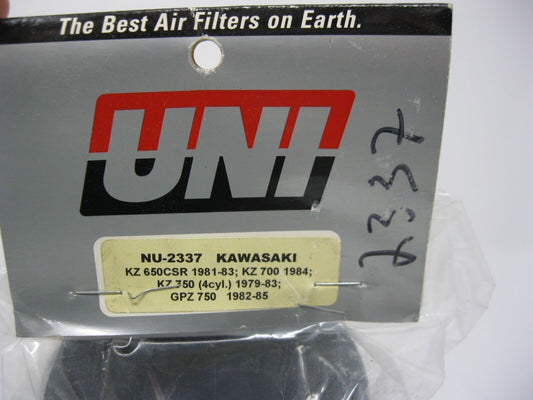 The Best Air Filters on Earth.
UNI
NU-2337 KAWASAKI
KZ 650CSR 1981-83; KZ 700 1984;
KZ 750 (4cyl.) 1979-83;
GPZ 750 1982-85
2337